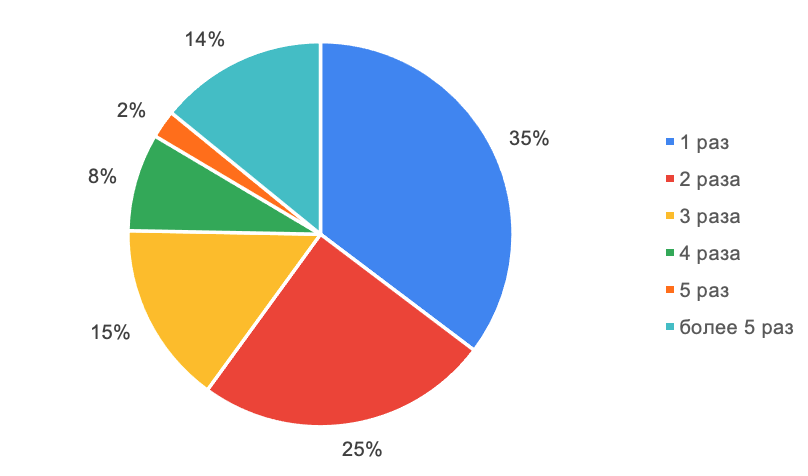 14%
2%
8%
15%
25%
35%
1 раз
2 раза
3 раза
4 раза
5 раз
более 5 раз